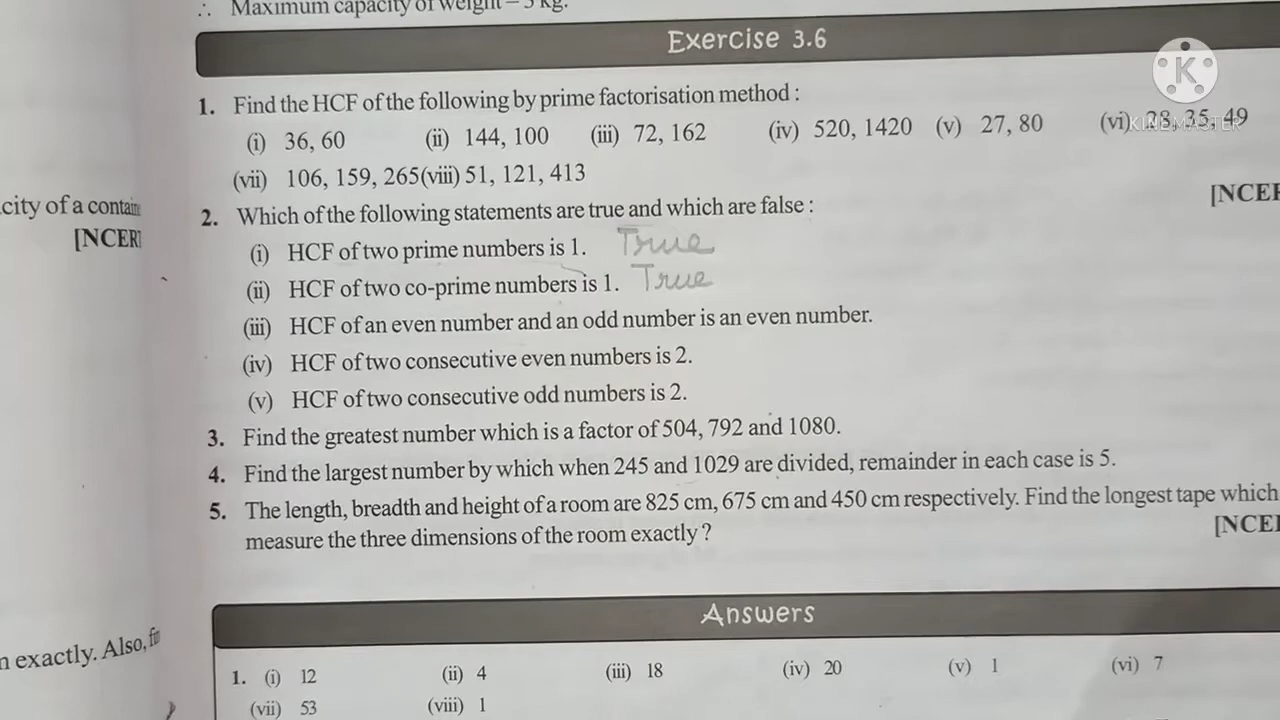 ∴ Maximum capacity of weight = 3 kg.
Exercise 3.6
1. Find the HCF of the following by prime factorisation method :
(i) 36, 60 (ii) 144, 100 (iii) 72, 162 (iv) 520, 1420 (v) 27, 80 (vi) 28, 35, 49
KINEMASTER
(vii) 106, 159, 265(viii) 51, 121, 413
[NCER
2. Which of the following statements are true and which are false :
(i) HCF of two prime numbers is 1. True
(ii) HCF of two co-prime numbers is 1. True
(iii) HCF of an even number and an odd number is an even number.
(iv) HCF of two consecutive even numbers is 2.
(v) HCF of two consecutive odd numbers is 2.
3. Find the greatest number which is a factor of 504, 792 and 1080.
4. Find the largest number by which when 245 and 1029 are divided, remainder in each case is 5.
5. The length, breadth and height of a room are 825 cm, 675 cm and 450 cm respectively. Find the longest tape which
measure the three dimensions of the room exactly ?
[NCE
Answers
1. (i) 12 (ii) 4 (iii) 18 (iv) 20 (v) 1 (vi) 7
(vii) 53 (viii) 1
city of a contain
[NCER
exactly. Also, fi
K